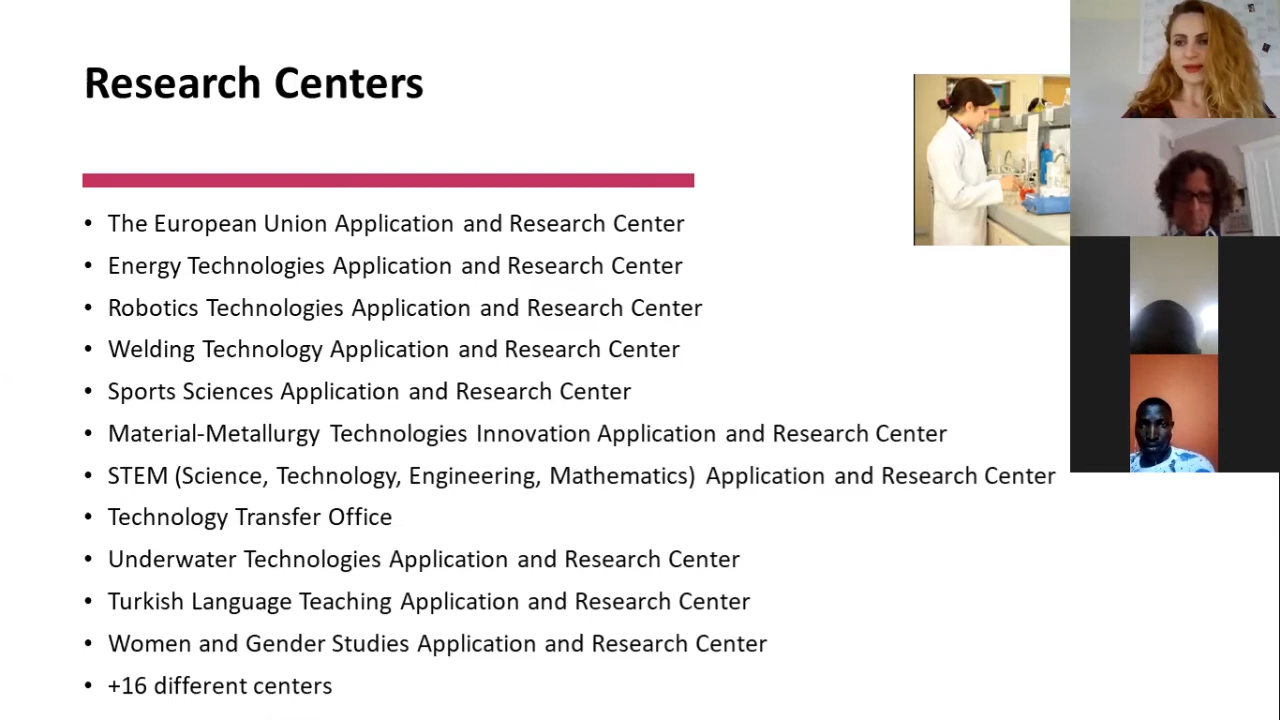 Research Centers
• The European Union Application and Research Center
• Energy Technologies Application and Research Center
• Robotics Technologies Application and Research Center
• Welding Technology Application and Research Center
• Sports Sciences Application and Research Center
• Material-Metallurgy Technologies Innovation Application and Research Center
• STEM (Science, Technology, Engineering, Mathematics) Application and Research Center
• Technology Transfer Office
• Underwater Technologies Application and Research Center
• Turkish Language Teaching Application and Research Center
• Women and Gender Studies Application and Research Center
• +16 different centers